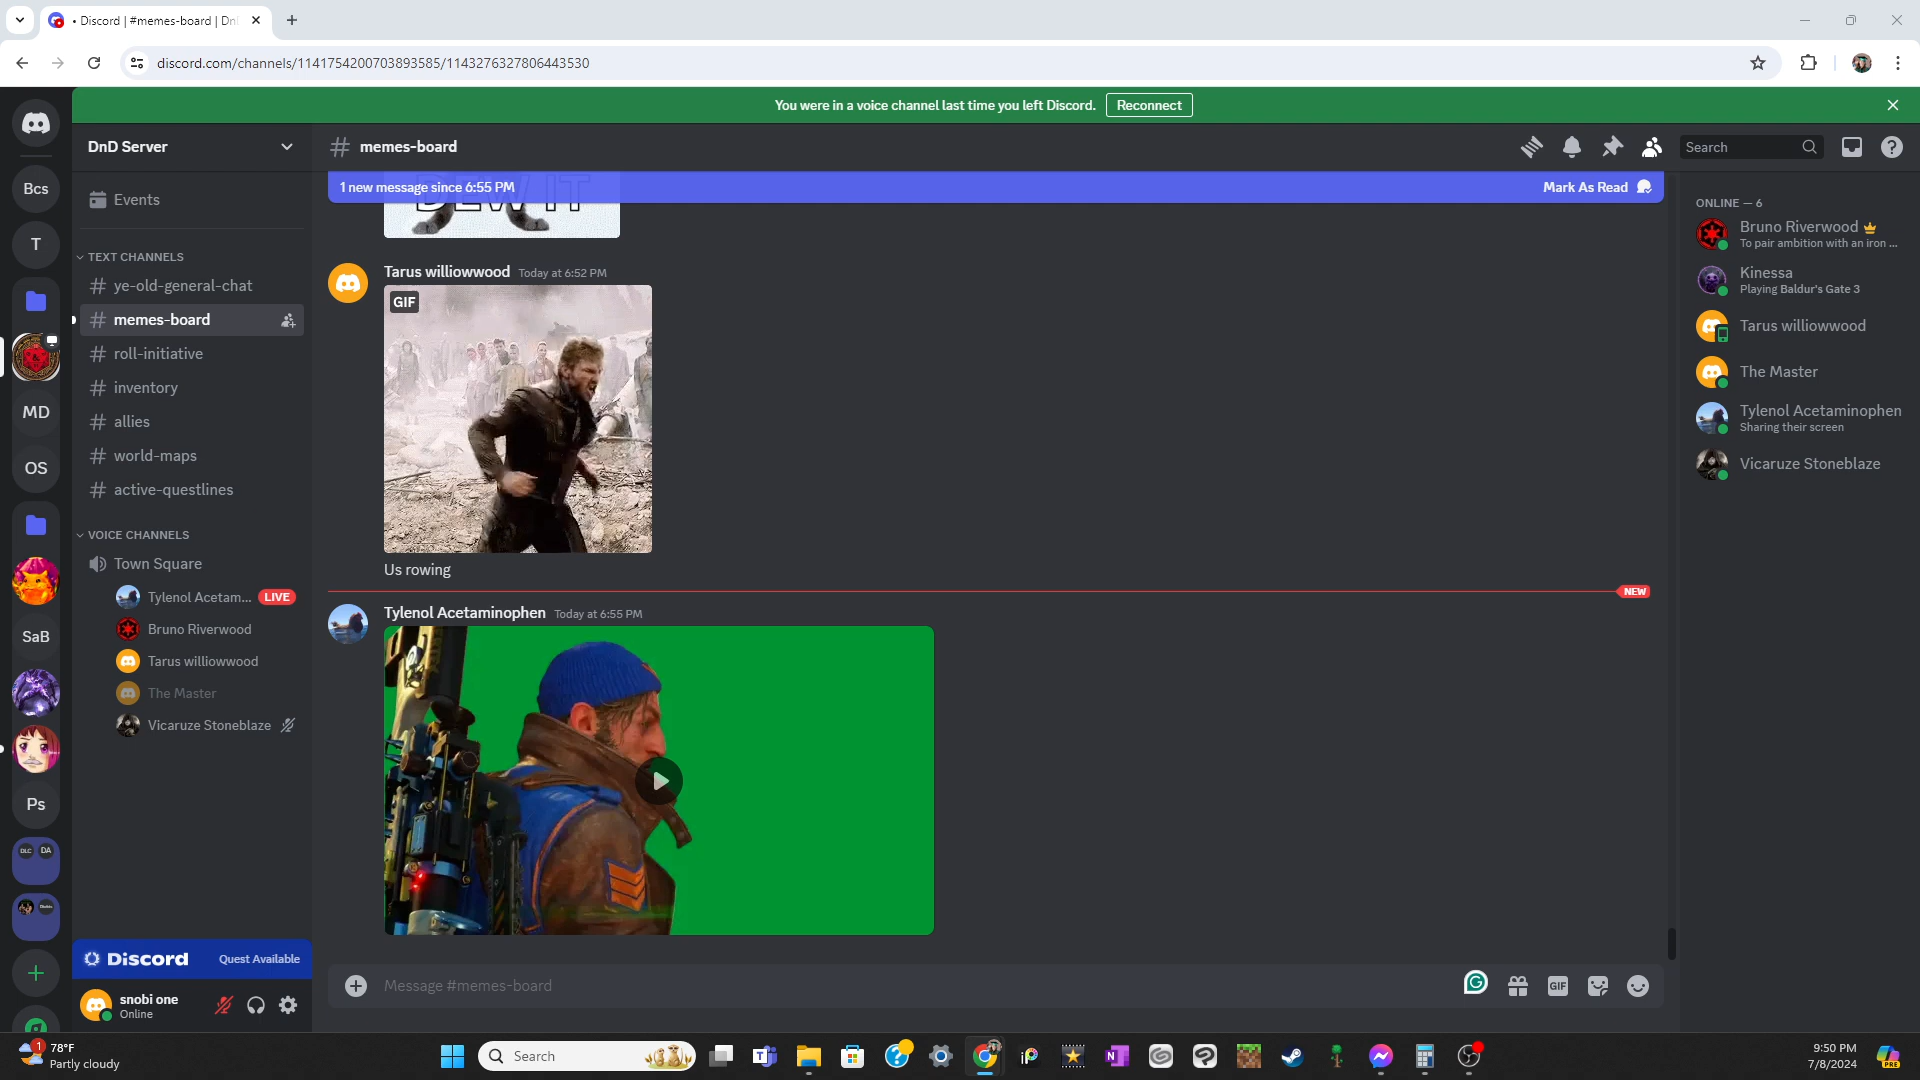 • Discord | #memes-board | Dn
discord.com/channels/1141754200703893585/1143276327806443530
You were in a voice channel last time you left Discord. Reconnect
DnD Server
# memes-board
Search
1 new message since 6:55 PM
Mark As Read
DEW IT
Bcs
T
MD
OS
SaB
Ps
DLC DA
Events
TEXT CHANNELS
# ye-old-general-chat
# memes-board
# roll-initiative
# inventory
# allies
# world-maps
# active-questlines
VOICE CHANNELS
Town Square
Tylenol Acetam... LIVE
Bruno Riverwood
Tarus williowwood
The Master
Vicaruze Stoneblaze
Discord Quest Available
snobi one
Online
Tarus williowwood Today at 6:52 PM
GIF
Us rowing
NEW
Tylenol Acetaminophen Today at 6:55 PM
Message #memes-board
GIF
ONLINE — 6
Bruno Riverwood
To pair ambition with an iron ...
Kinessa
Playing Baldur's Gate 3
Tarus williowwood
The Master
Tylenol Acetaminophen
Sharing their screen
Vicaruze Stoneblaze
1
78°F
Partly cloudy
Search
9:50 PM
7/8/2024
PRE